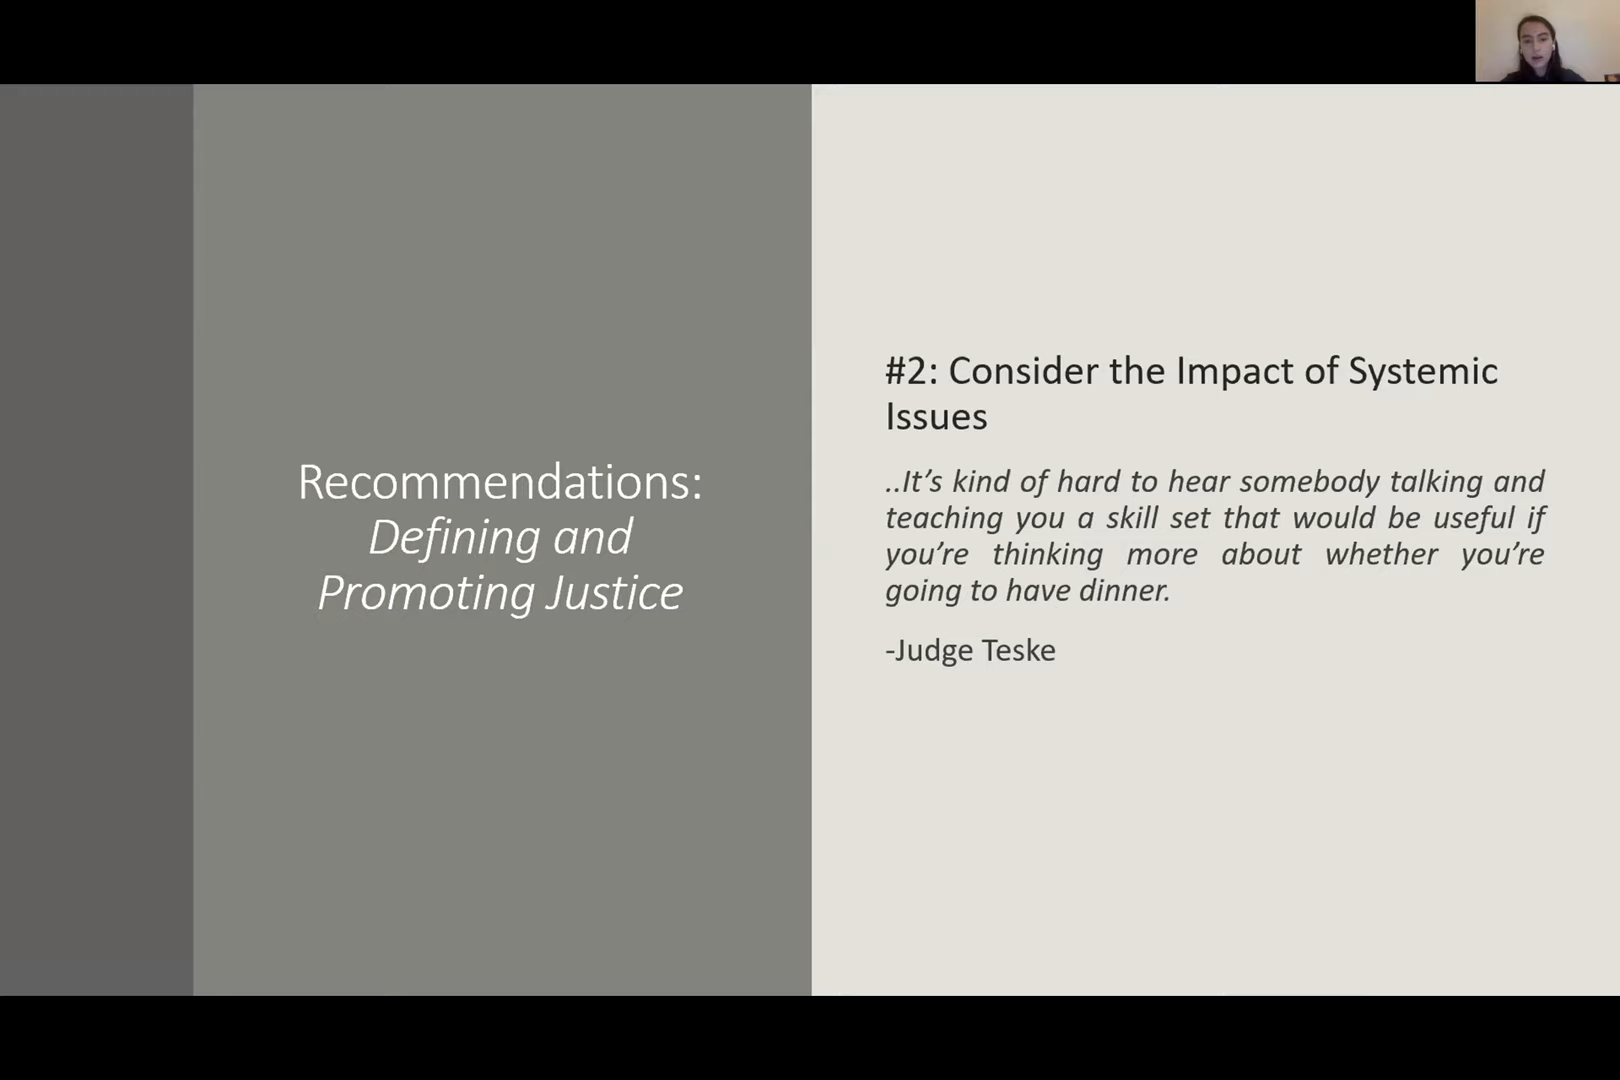 Recommendations:
Defining and
Promoting Justice
#2: Consider the Impact of Systemic
Issues
..It’s kind of hard to hear somebody talking and
teaching you a skill set that would be useful if
you’re thinking more about whether you’re
going to have dinner.
-Judge Teske